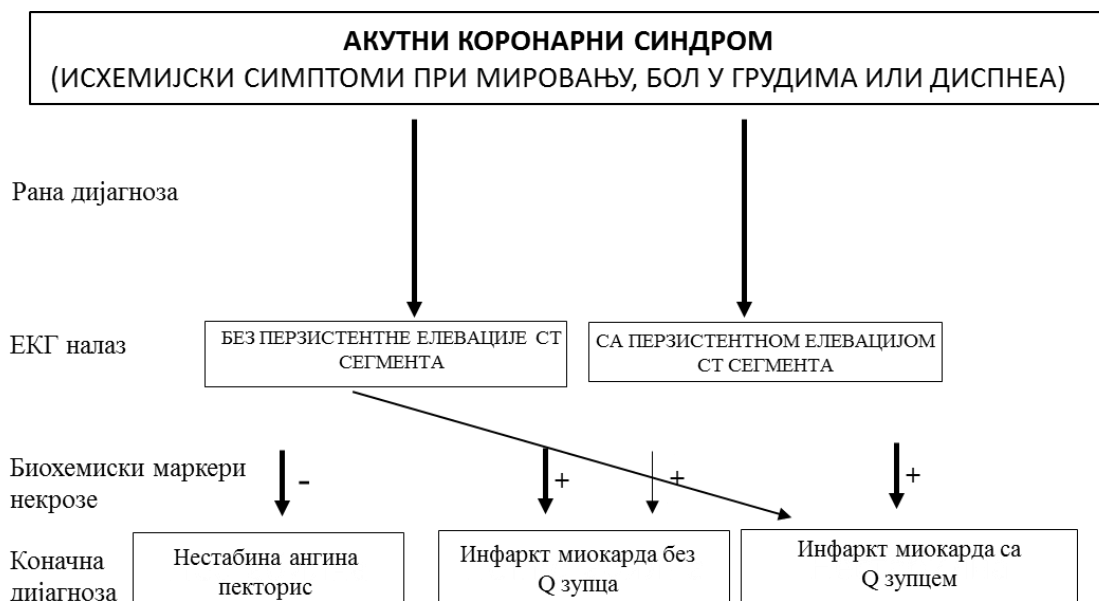 АКУТНИ КОРОНАРНИ СИНДРОМ
(ИСХЕМИЈСКИ СИМПТОМИ ПРИ МИРОВАЊУ, БОЛ У ГРУДИМА ИЛИ ДИСПНЕА)
Рана дијагноза
ЕКГ налаз
БЕЗ ПЕРЗИСТЕНТНЕ ЕЛЕВАЦИЈЕ СТ
СЕГМЕНТА
СА ПЕРЗИСТЕНТНОМ ЕЛЕВАЦИЈОМ
СТ СЕГМЕНТА
Биохемиски маркери
некрозе
-
+
+
+
Коначна
дијагноза
Нестабина ангина
пекторис
Инфаркт миокарда без
Q зупца
Инфаркт миокарда са
Q зупцем